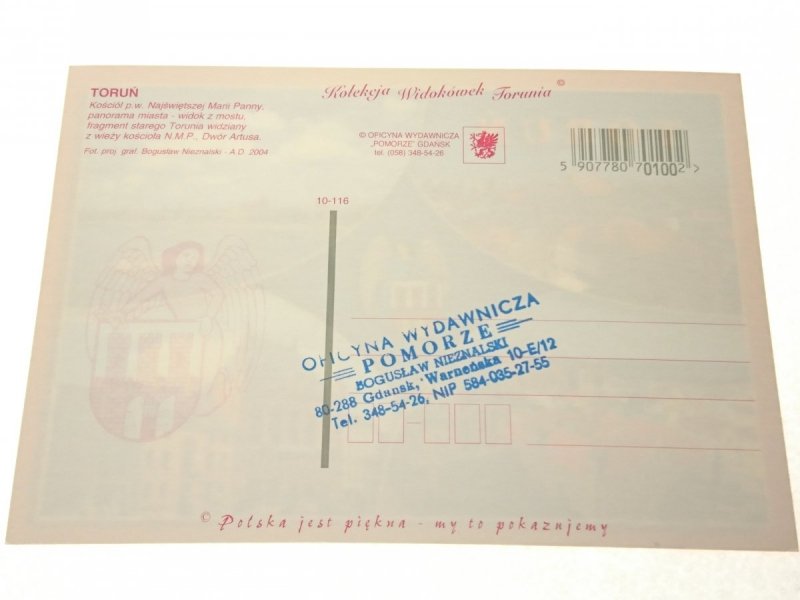 TORUŃ
Kościół p.w. Najświętszej Marii Panny,
panorama miasta - widok z mostu,
fragment starego Torunia widziany
z wieży kościoła N.M.P., Dwór Artusa.
Fot. proj. graf. Bogusław Nieznalski - A.D. 2004
Kolekcja Widokówek Torunia ©
© OFICYNA WYDAWNICZA
„POMORZE" GDAŃSK
tel. (058) 348-54-26
5 907780 701002 >
10-116
OFICYNA WYDAWNICZA
POMORZE
BOGUSŁAW NIEZNALSKI
80-288 Gdańsk, Warneńska 10-E/12
Tel. 348-54-26, NIP 584-035-27-55
© Polska jest piękna - my to pokazujemy